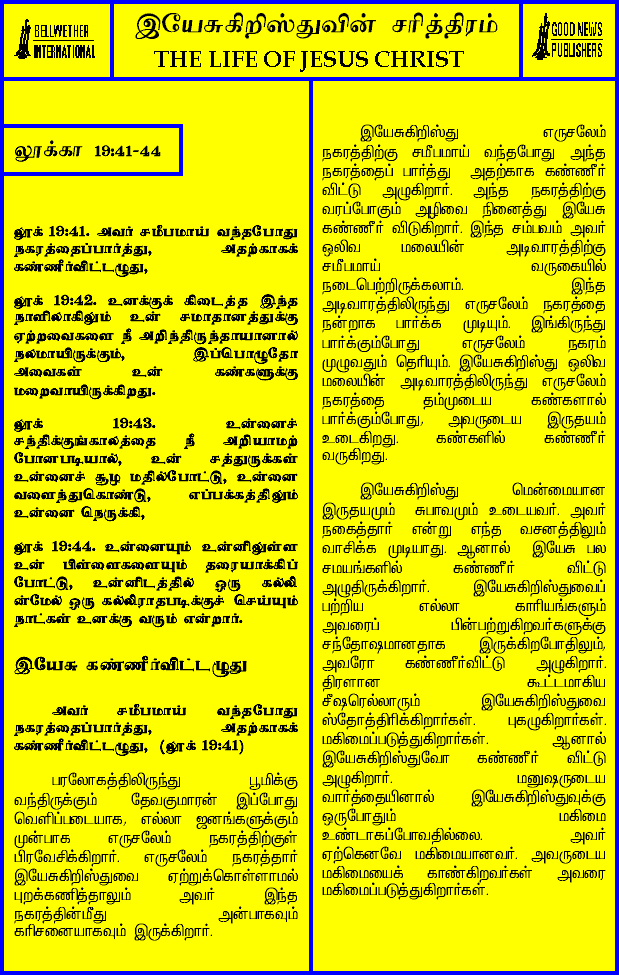 BELLWETHER
INTERNATIONAL
இயேசுகிறிஸ்துவின் சரித்திரம்
THE LIFE OF JESUS CHRIST
GOOD NEWS
PUBLISHERS
லூக்கா 19:41-44
லூக் 19:41. அவர் சமீபமாய் வந்தபோது
நகரத்தைப்பார்த்து, அதற்காகக்
கண்ணீர்விட்டழுது,
லூக் 19:42. உனக்குக் கிடைத்த இந்த
நாளிலாகிலும் உன் சமாதானத்துக்கு
ஏற்றவைகளை நீ அறிந்திருந்தாயானால்
நலமாயிருக்கும், இப்பொழுதோ
அவைகள் உன் கண்களுக்கு
மறைவாயிருக்கிறது.
லூக் 19:43. உன்னைச்
சந்திக்குங்காலத்தை நீ அறியாமற்
போனபடியால், உன் சத்துருக்கள்
உன்னைச் சூழ மதில்போட்டு, உன்னை
வளைந்துகொண்டு, எப்பக்கத்திலும்
உன்னை நெருக்கி,
லூக் 19:44. உன்னையும் உன்னிலுள்ள
உன் பிள்ளைகளையும் தரையாக்கிப்
போட்டு, உன்னிடத்தில் ஒரு கல்லி
ன்மேல் ஒரு கல்லிராதபடிக்குச் செய்யும்
நாட்கள் உனக்கு வரும் என்றார்.
இயேசு கண்ணீர்விட்டழுது
அவர் சமீபமாய் வந்தபோது
நகரத்தைப்பார்த்து, அதற்காகக்
கண்ணீர்விட்டழுது, (லூக் 19:41)
பரலோகத்திலிருந்து பூமிக்கு
வந்திருக்கும் தேவகுமாரன் இப்போது
வெளிப்படையாக, எல்லா ஜனங்களுக்கும்
முன்பாக எருசலேம் நகரத்திற்குள்
பிரவேசிக்கிறார். எருசலேம் நகரத்தார்
இயேசுகிறிஸ்துவை ஏற்றுக்கொள்ளாமல்
புறக்கணித்தாலும் அவர் இந்த
நகரத்தின்மீது அன்பாகவும்
கரிசனையாகவும் இருக்கிறார்.
இயேசுகிறிஸ்து எருசலேம்
நகரத்திற்கு சமீபமாய் வந்தபோது அந்த
நகரத்தைப் பார்த்து அதற்காக கண்ணீர்
விட்டு அழுகிறார். அந்த நகரத்திற்கு
வரப்போகும் அழிவை நினைத்து இயேசு
கண்ணீர் விடுகிறார். இந்த சம்பவம் அவர்
ஒலிவ மலையின் அடிவாரத்திற்கு
சமீபமாய் வருகையில்
நடைபெற்றிருக்கலாம். இந்த
அடிவாரத்திலிருந்து எருசலேம் நகரத்தை
நன்றாக பார்க்க முடியும். இங்கிருந்து
பார்க்கும்போது எருசலேம் நகரம்
முழுவதும் தெரியும். இயேசுகிறிஸ்து ஒலிவ
மலையின் அடிவாரத்திலிருந்து எருசலேம்
நகரத்தை தம்முடைய கண்களால்
பார்க்கும்போது, அவருடைய இருதயம்
உடைகிறது. கண்களில் கண்ணீர்
வருகிறது.
இயேசுகிறிஸ்து மென்மையான
இருதயமும் சுபாவமும் உடையவர். அவர்
நகைத்தார் என்று எந்த வசனத்திலும்
வாசிக்க முடியாது. ஆனால் இயேசு பல
சமயங்களில் கண்ணீர் விட்டு
அழுதிருக்கிறார். இயேசுகிறிஸ்துவைப்
பற்றிய எல்லா காரியங்களும்
அவரைப் பின்பற்றுகிறவர்களுக்கு
சந்தோஷமானதாக இருக்கிறபோதிலும்,
அவரோ கண்ணீர்விட்டு அழுகிறார்.
திரளான கூட்டமாகிய
சீஷரெல்லாரும் இயேசுகிறிஸ்துவை
ஸ்தோத்திரிக்கிறார்கள். புகழுகிறார்கள்.
மகிமைப்படுத்துகிறார்கள். ஆனால்
இயேசுகிறிஸ்துவோ கண்ணீர் விட்டு
அழுகிறார். மனுஷருடைய
வார்த்தையினால் இயேசுகிறிஸ்துவுக்கு
ஒருபோதும் மகிமை
உண்டாகப்போவதில்லை. அவர்
ஏற்கெனவே மகிமையானவர். அவருடைய
மகிமையைக் காண்கிறவர்கள் அவரை
மகிமைப்படுத்துகிறார்கள்.